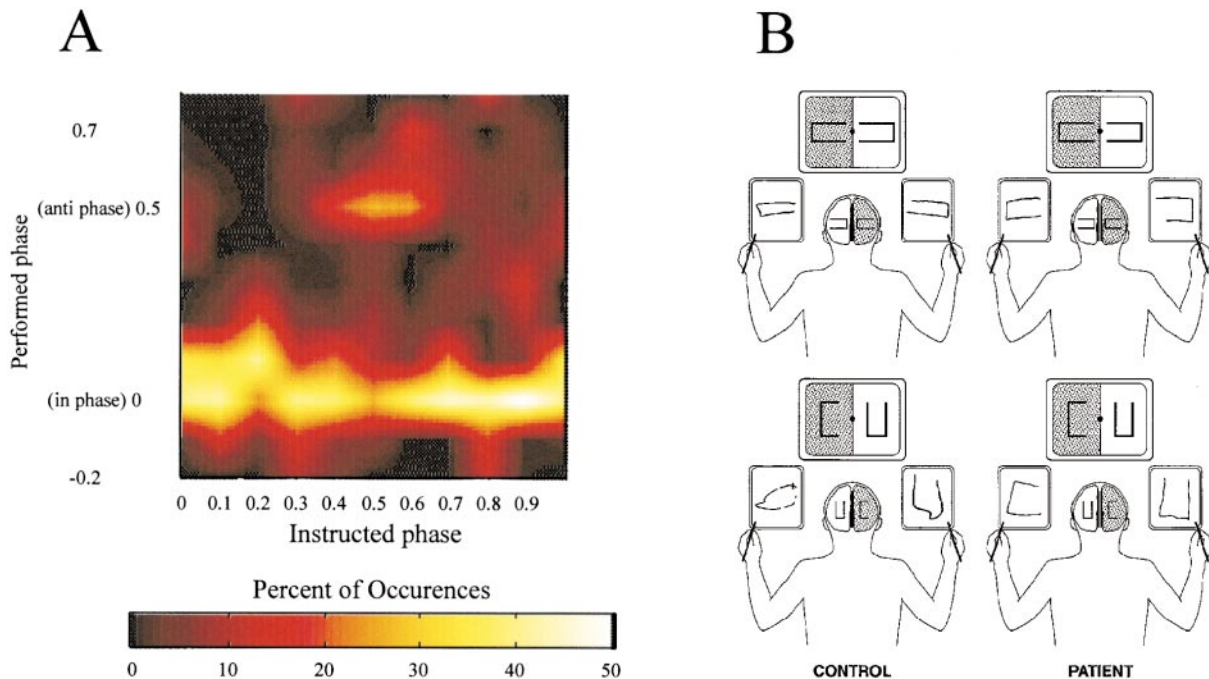 A
B
0.7
(anti phase) 0.5
Performed phase
(in phase) 0
-0.2
0 0.1 0.2 0.3 0.4 0.5 0.6 0.7 0.8 0.9
Instructed phase
Percent of Occurences
0 10 20 30 40 50
CONTROL PATIENT